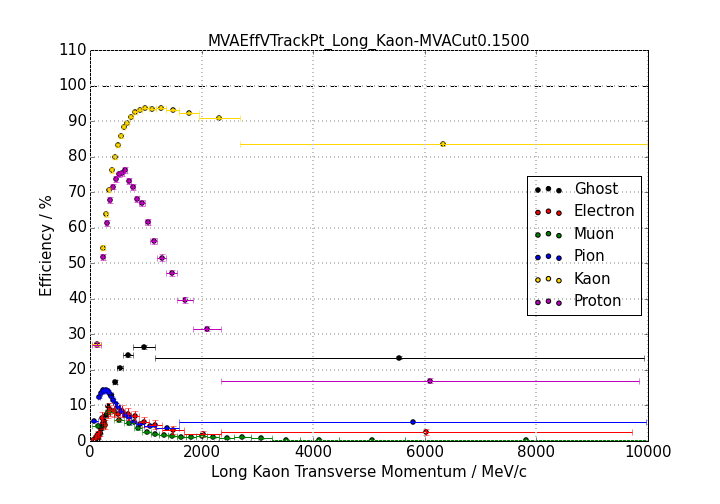 MVAEffVTrackPt_Long_Kaon-MVACut0.1500
110
100
90
80
70
60
50
40
30
20
10
0
Efficiency / %
Ghost
Electron
Muon
Pion
Kaon
Proton
0 2000 4000 6000 8000 10000
Long Kaon Transverse Momentum / MeV/c